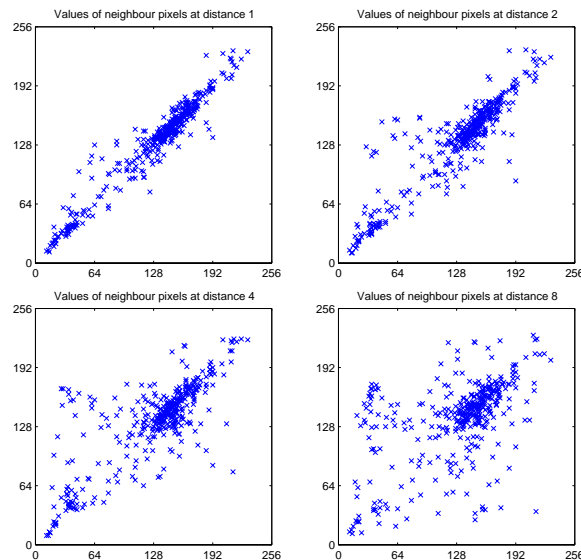 Values of neighbour pixels at distance 1
256
192
128
64
0
0 64 128 192 256
Values of neighbour pixels at distance 2
256
192
128
64
0
0 64 128 192 256
Values of neighbour pixels at distance 4
256
192
128
64
0
0 64 128 192 256
Values of neighbour pixels at distance 8
256
192
128
64
0
0 64 128 192 256